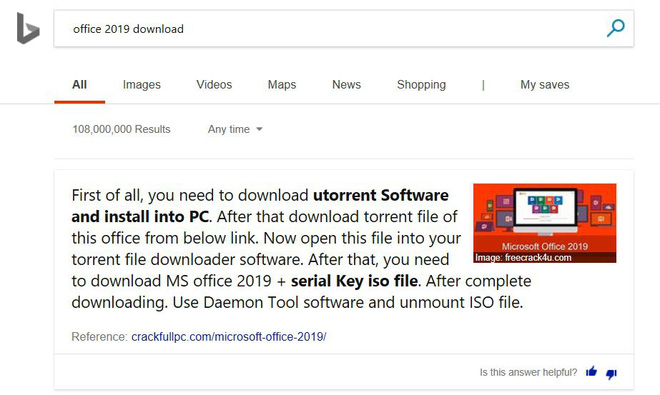 office 2019 download
All Images Videos Maps News Shopping | My saves
108,000,000 Results Any time
First of all, you need to download utorrent Software
and install into PC. After that download torrent file of
this office from below link. Now open this file into your
torrent file downloader software. After that, you need
to download MS office 2019 + serial Key iso file. After complete
downloading. Use Daemon Tool software and unmount ISO file.
Microsoft Office 2019
Image: freecrack4u.com
Reference: crackfullpc.com/microsoft-office-2019/
Is this answer helpful?